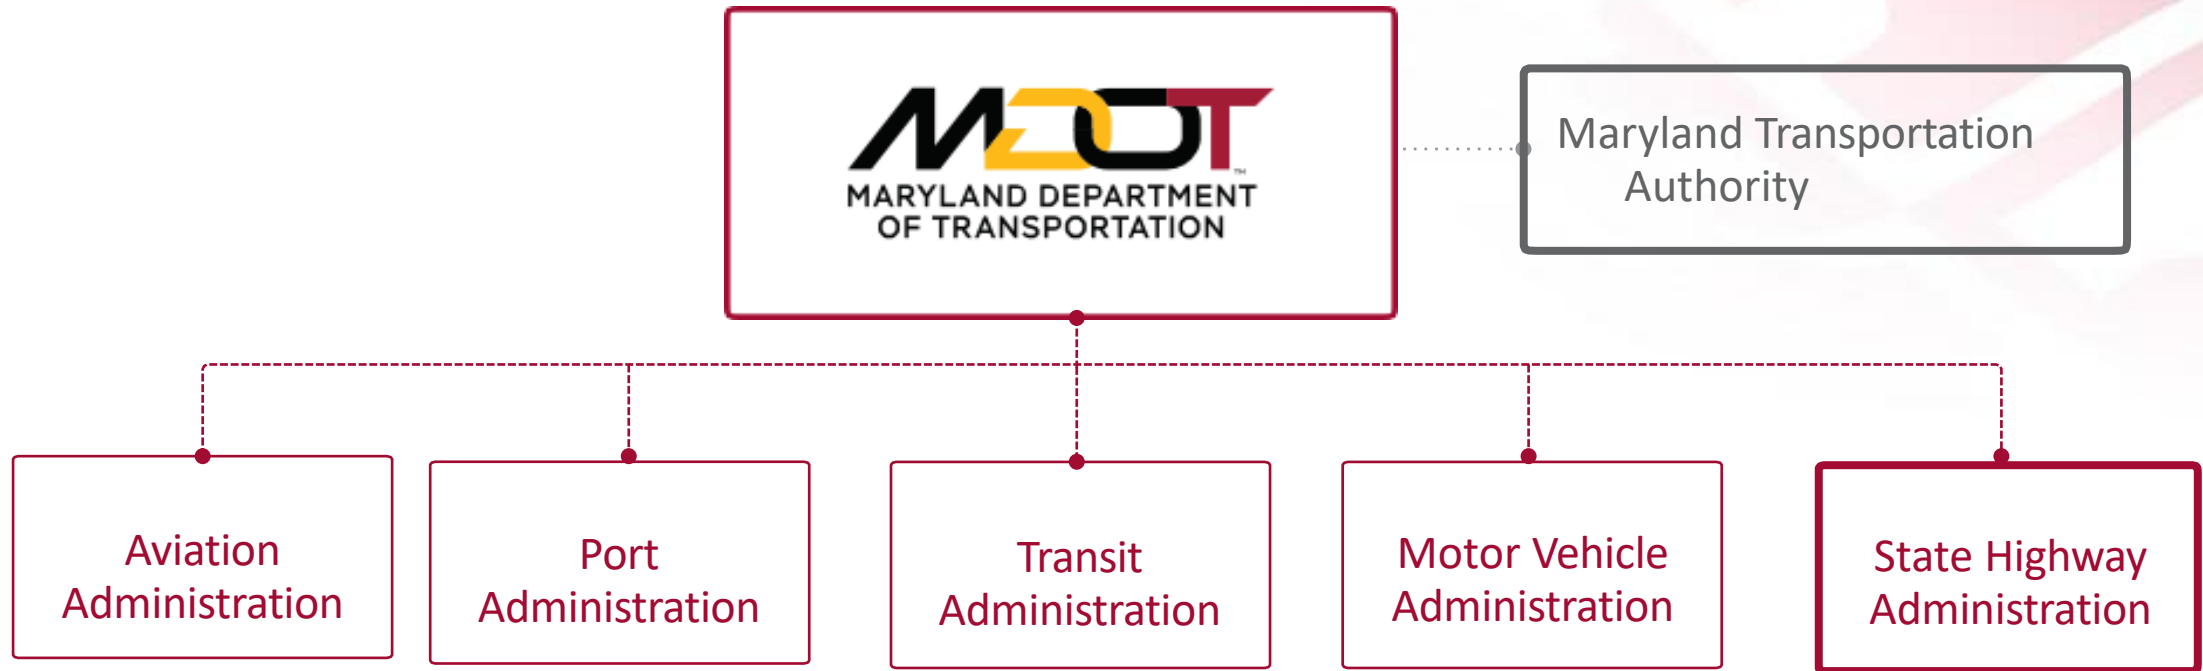 MDOT™
MARYLAND DEPARTMENT
OF TRANSPORTATION
Maryland Transportation
Authority
Aviation
Administration
Port
Administration
Transit
Administration
Motor Vehicle
Administration
State Highway
Administration